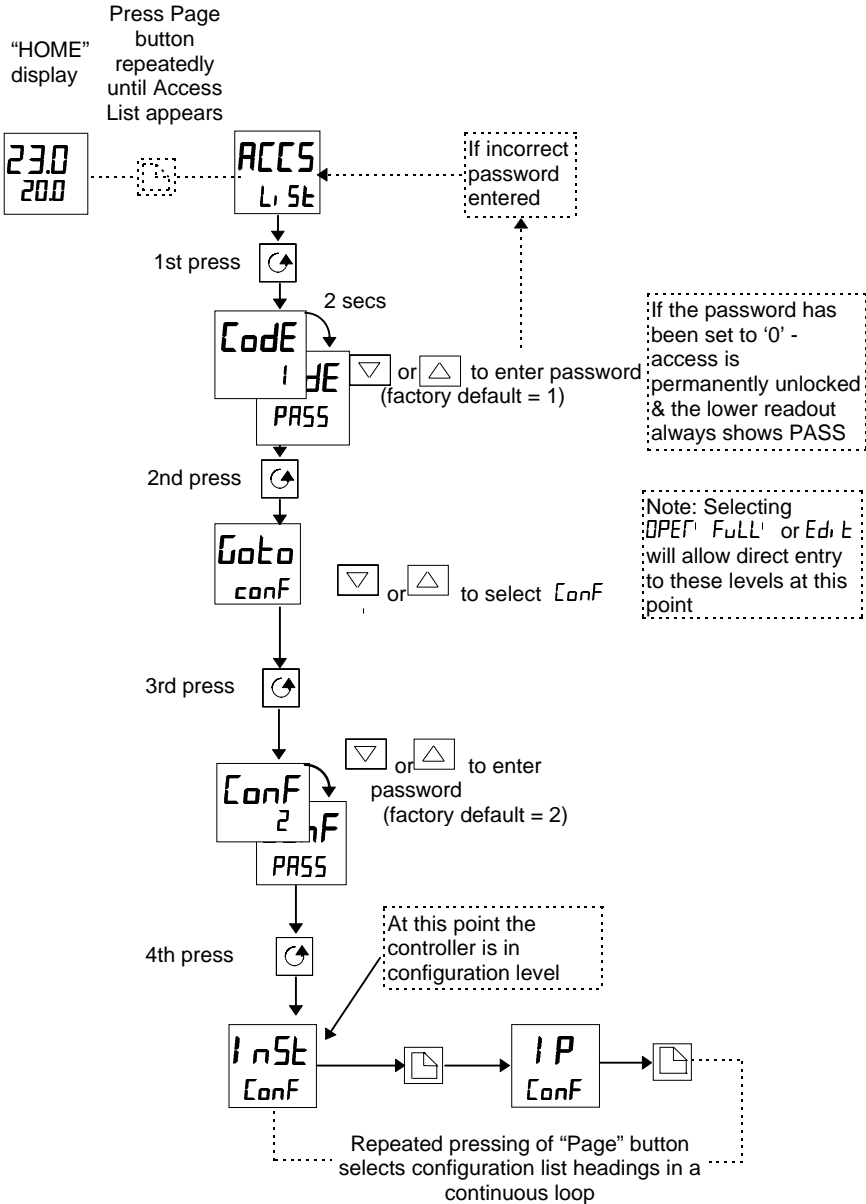 Press Page
button
repeatedly
until Access
List appears
“HOME”
display
23.0
20.0
ACCS
LiSt
If incorrect
password
entered
1st press
2 secs
CodE
1
dE
PASS
or to enter password
(factory default = 1)
If the password has
been set to ‘0’ -
access is
permanently unlocked
& the lower readout
always shows PASS
2nd press
Goto
conF
or to select ConF
Note: Selecting
FuLL or Edit
will allow direct entry
to these levels at this
point
3rd press
ConF
2
nF
PASS
or to enter
password
(factory default = 2)
4th press
At this point the
controller is in
configuration level
InSt
ConF
IP
ConF
Repeated pressing of “Page” button
selects configuration list headings in a
continuous loop